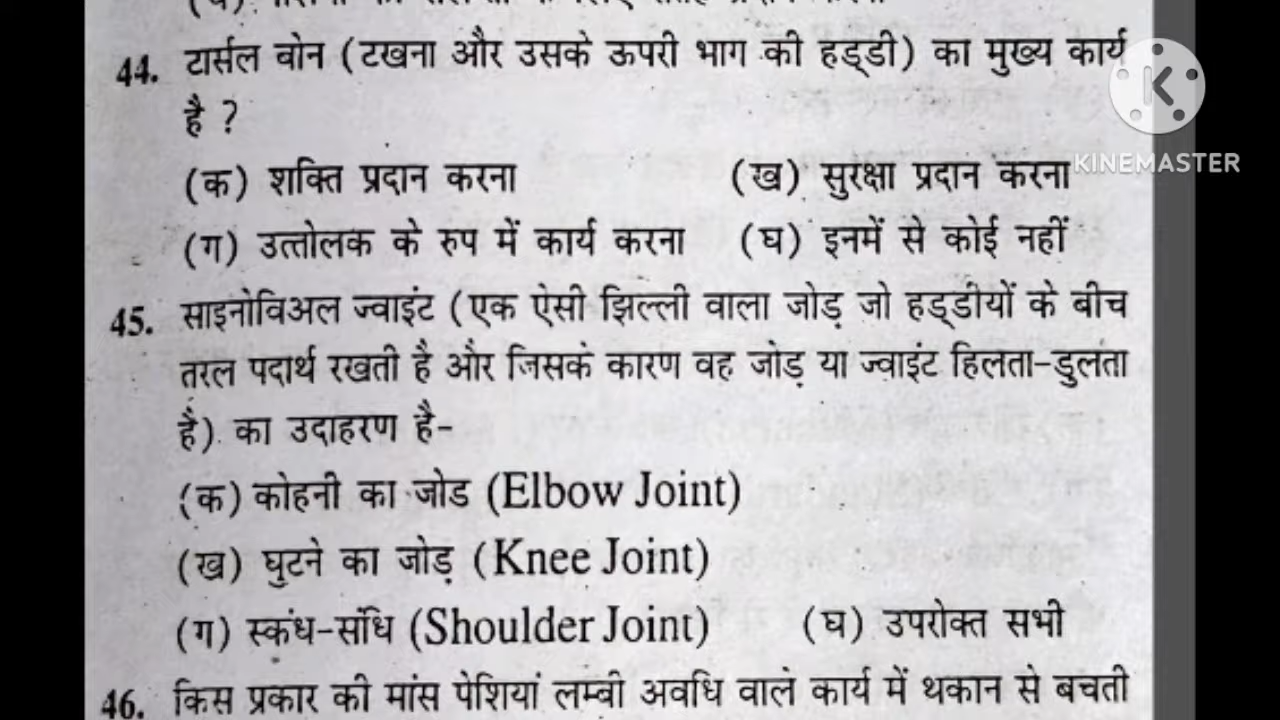 44. टार्सल वोन (टखना और उसके ऊपरी भाग की हड्डी) का मुख्य कार्य
है ?
(क) शक्ति प्रदान करना (ख) सुरक्षा प्रदान करना
(ग) उत्तोलक के रुप में कार्य करना (घ) इनमें से कोई नहीं
45. साइनोविअल ज्वाइंट (एक ऐसी झिल्ली वाला जोड़ जो हड्डीयों के बीच
तरल पदार्थ रखती है और जिसके कारण वह जोड़ या ज्वाइंट हिलता-डुलता
है) का उदाहरण है-
(क) कोहनी का जोड (Elbow Joint)
(ख) घुटने का जोड़ (Knee Joint)
(ग) स्कंध-संधि (Shoulder Joint) (घ) उपरोक्त सभी
46. किस प्रकार की मांस पेशियां लम्बी अवधि वाले कार्य में थकान से बचती
K
KINEMASTER